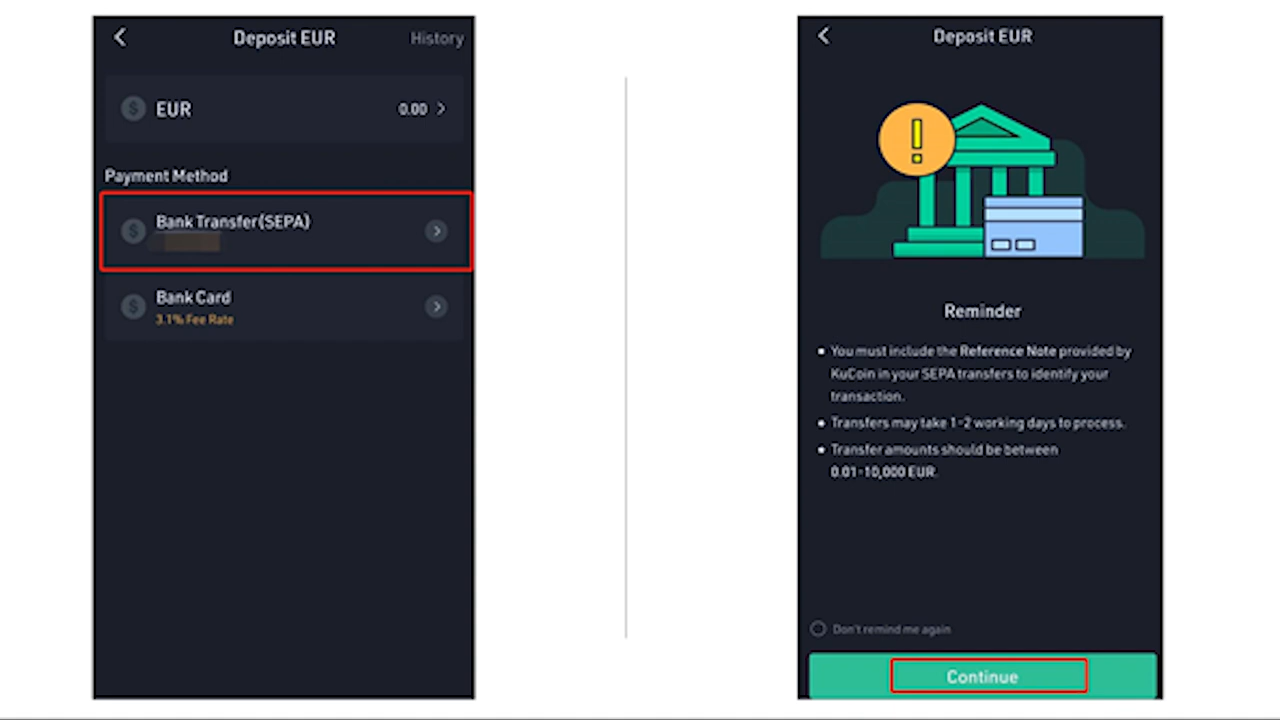 Deposit EUR
History
EUR
0.00
Payment Method
Bank Transfer(SEPA)
Bank Card
3.1% Fee Rate
Deposit EUR
Reminder
You must include the Reference Note provided by
KuCoin in your SEPA transfers to identify your
transaction.
Transfers may take 1-2 working days to process.
Transfer amounts should be between
0.01-10,000 EUR.
Don't remind me again
Continue